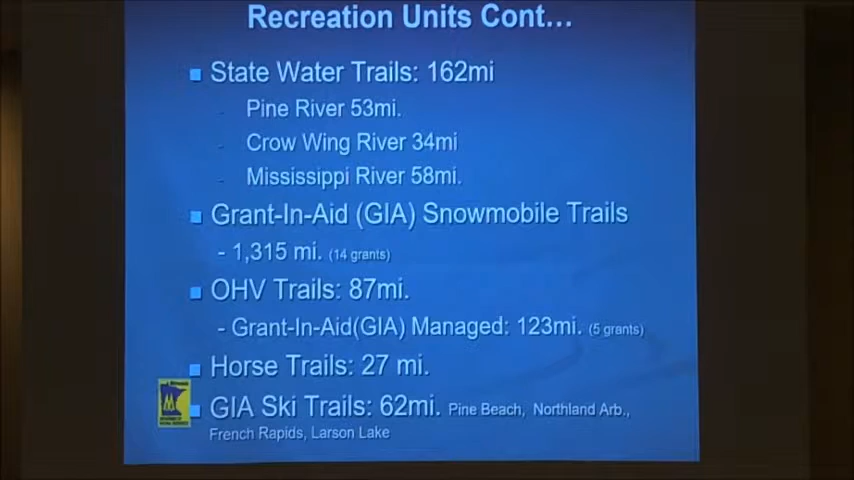 Recreation Units Cont...
State Water Trails: 162mi
- Pine River 53mi.
- Crow Wing River 34mi
- Mississippi River 58mi.
Grant-In-Aid (GIA) Snowmobile Trails
- 1,315 mi. (14 grants)
OHV Trails: 87mi.
- Grant-In-Aid(GIA) Managed: 123mi. (5 grants)
Horse Trails: 27 mi.
GIA Ski Trails: 62mi. Pine Beach, Northland Arb.,
French Rapids, Larson Lake